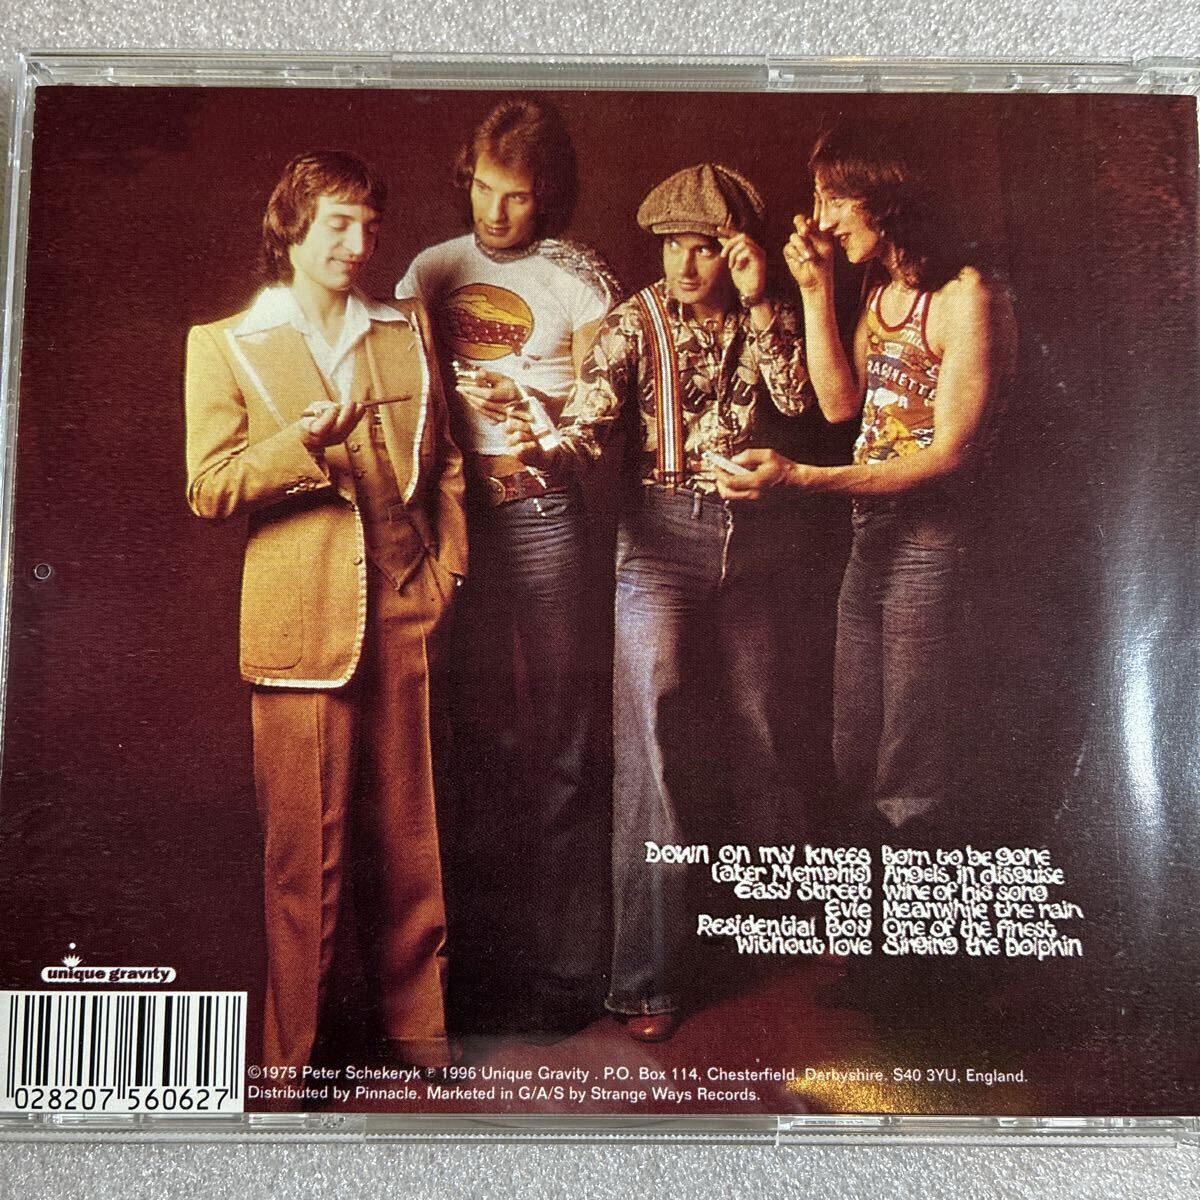 RAGINETTE
Down on my knees Born to be gone
(ater Memphis) Angels in disguise
Easy Street Wine of his song
Evie Meanwhile the rain
Residential Boy One of the finest
Without love Singing the Dolphin
unique gravity
028207 560627
©1975 Peter Schekeryk ℗ 1996 Unique Gravity . P.O. Box 114, Chesterfield, Derbyshire. S40 3YU, England.
Distributed by Pinnacle. Marketed in G/A/S by Strange Ways Records.